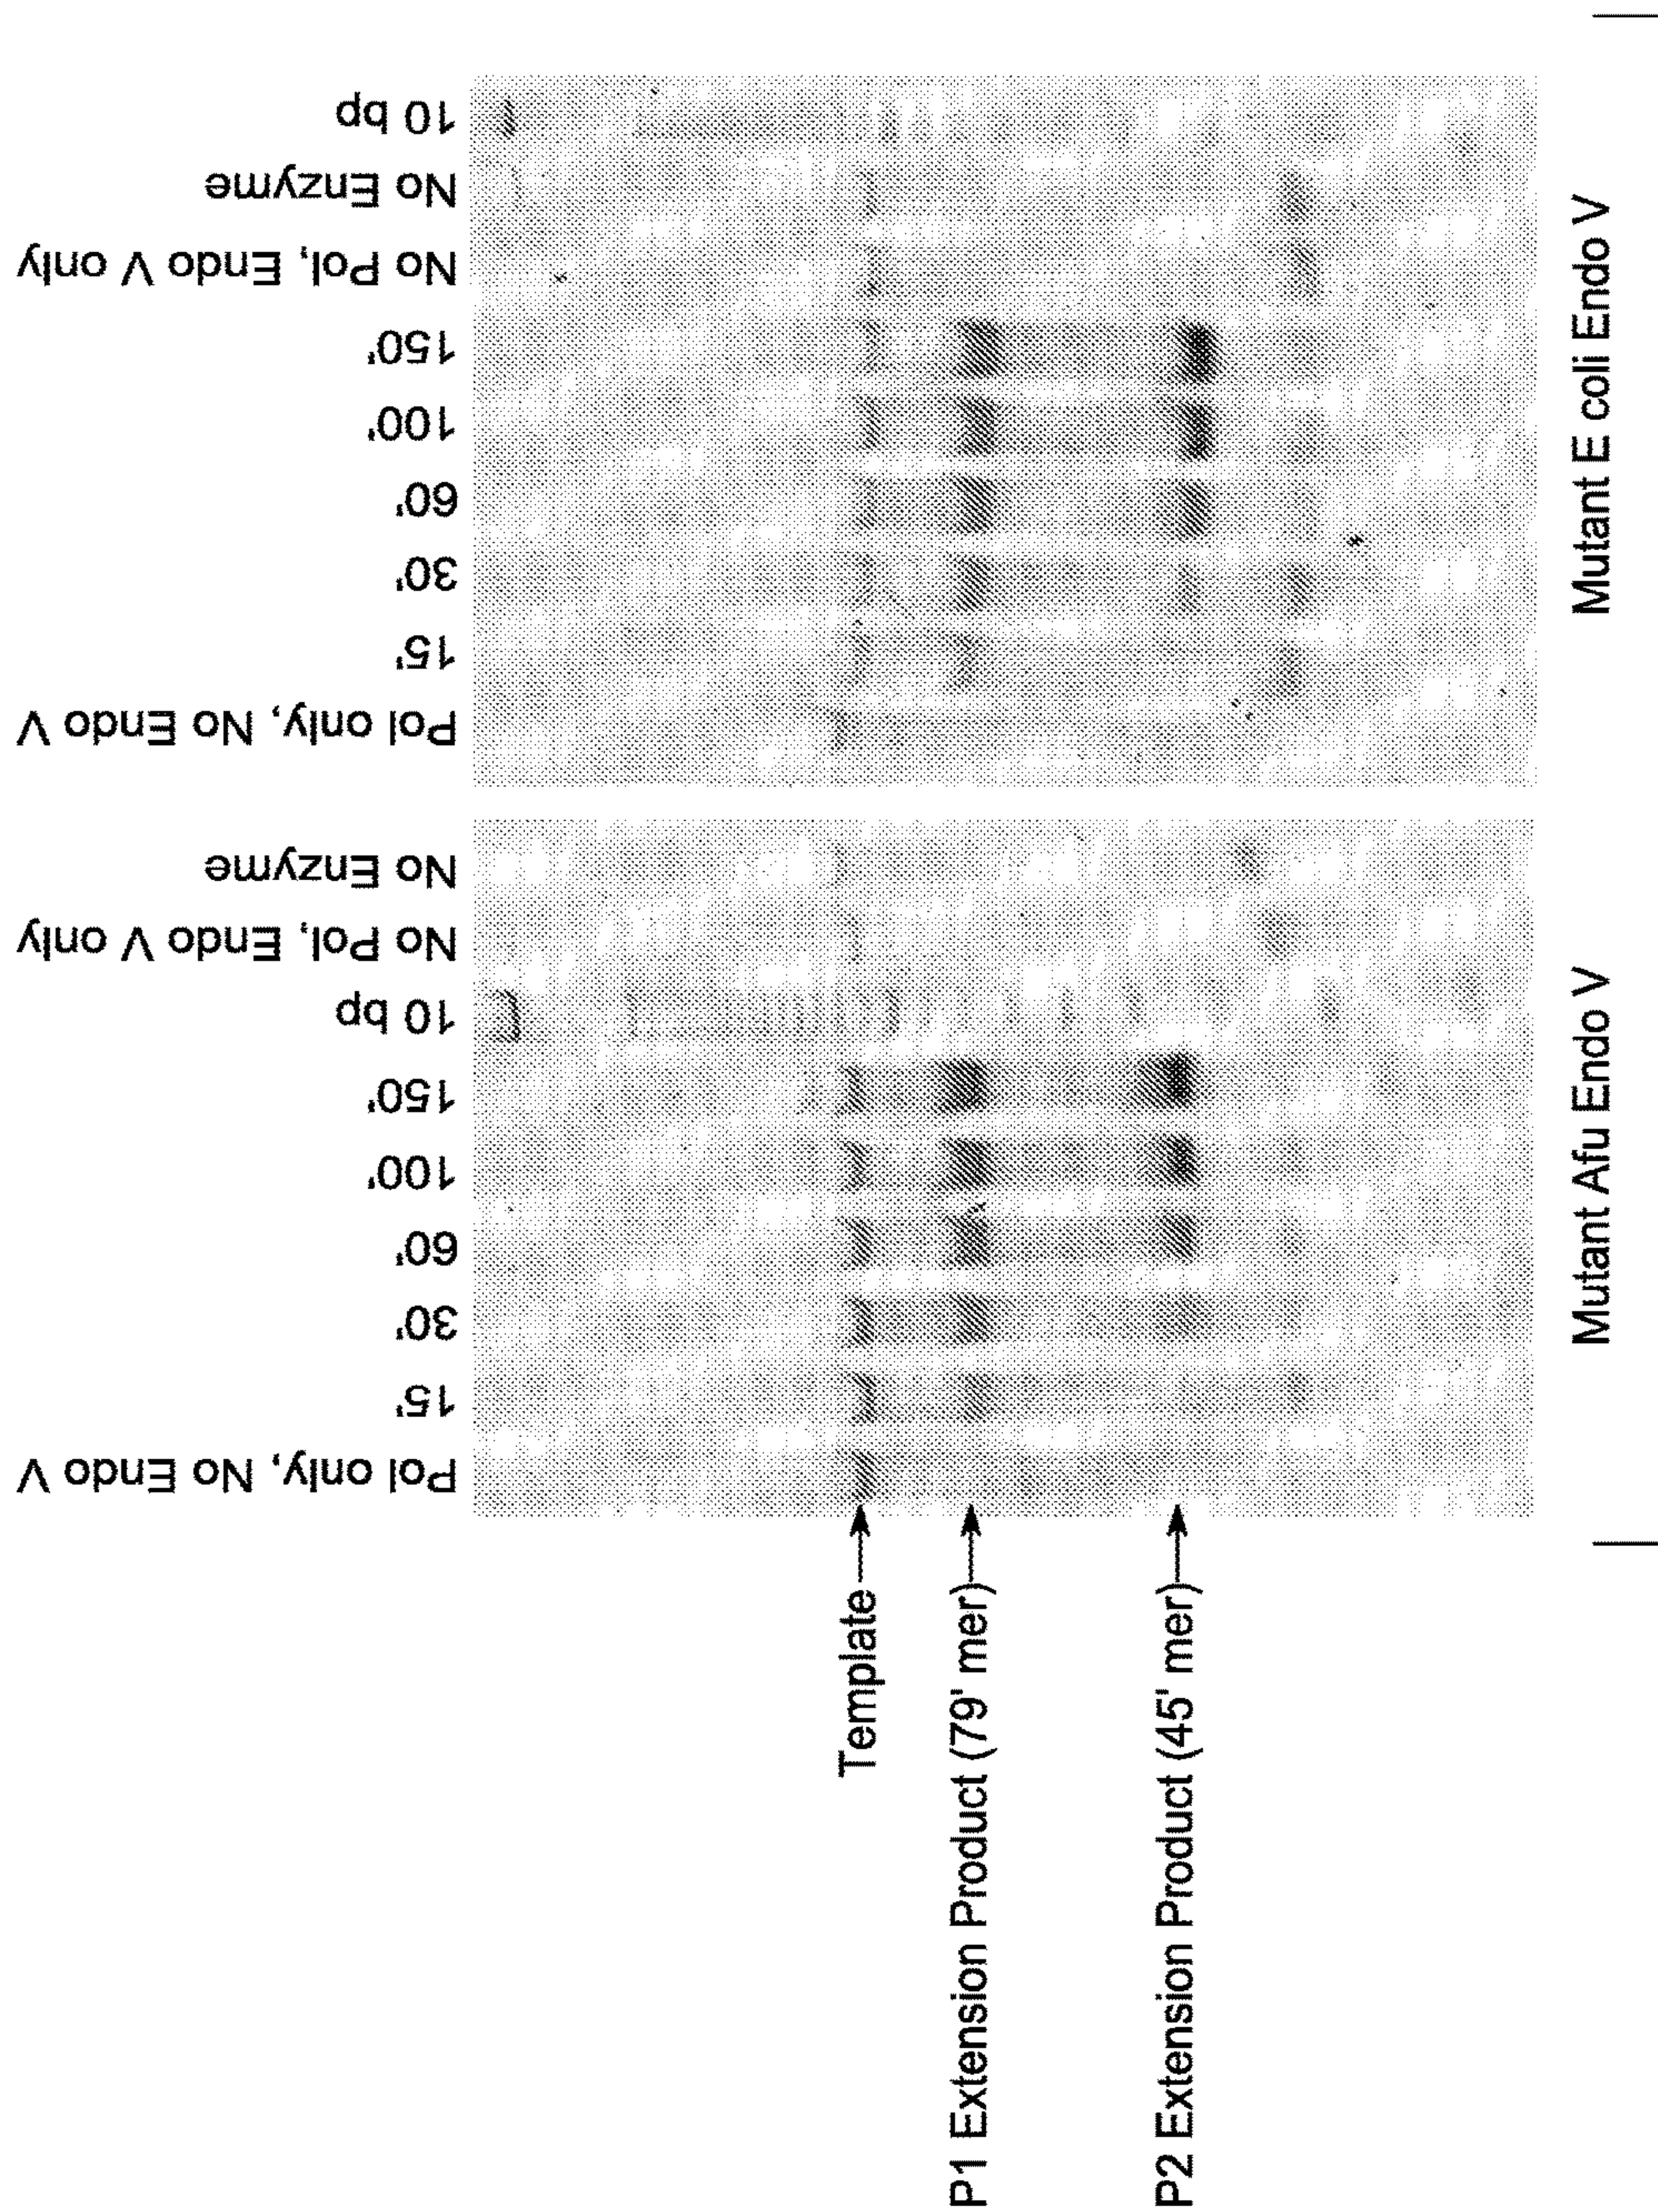 Pol only, No Endo V
15'
30'
60'
100'
150'
10 bp
No Pol, Endo V only
No Enzyme
Pol only, No Endo V
15'
30'
60'
100'
150'
No Pol, Endo V only
No Enzyme
10 bp
Template
P1 Extension Product (79' mer)
P2 Extension Product (45' mer)
Mutant Afu Endo V
Mutant E coli Endo V